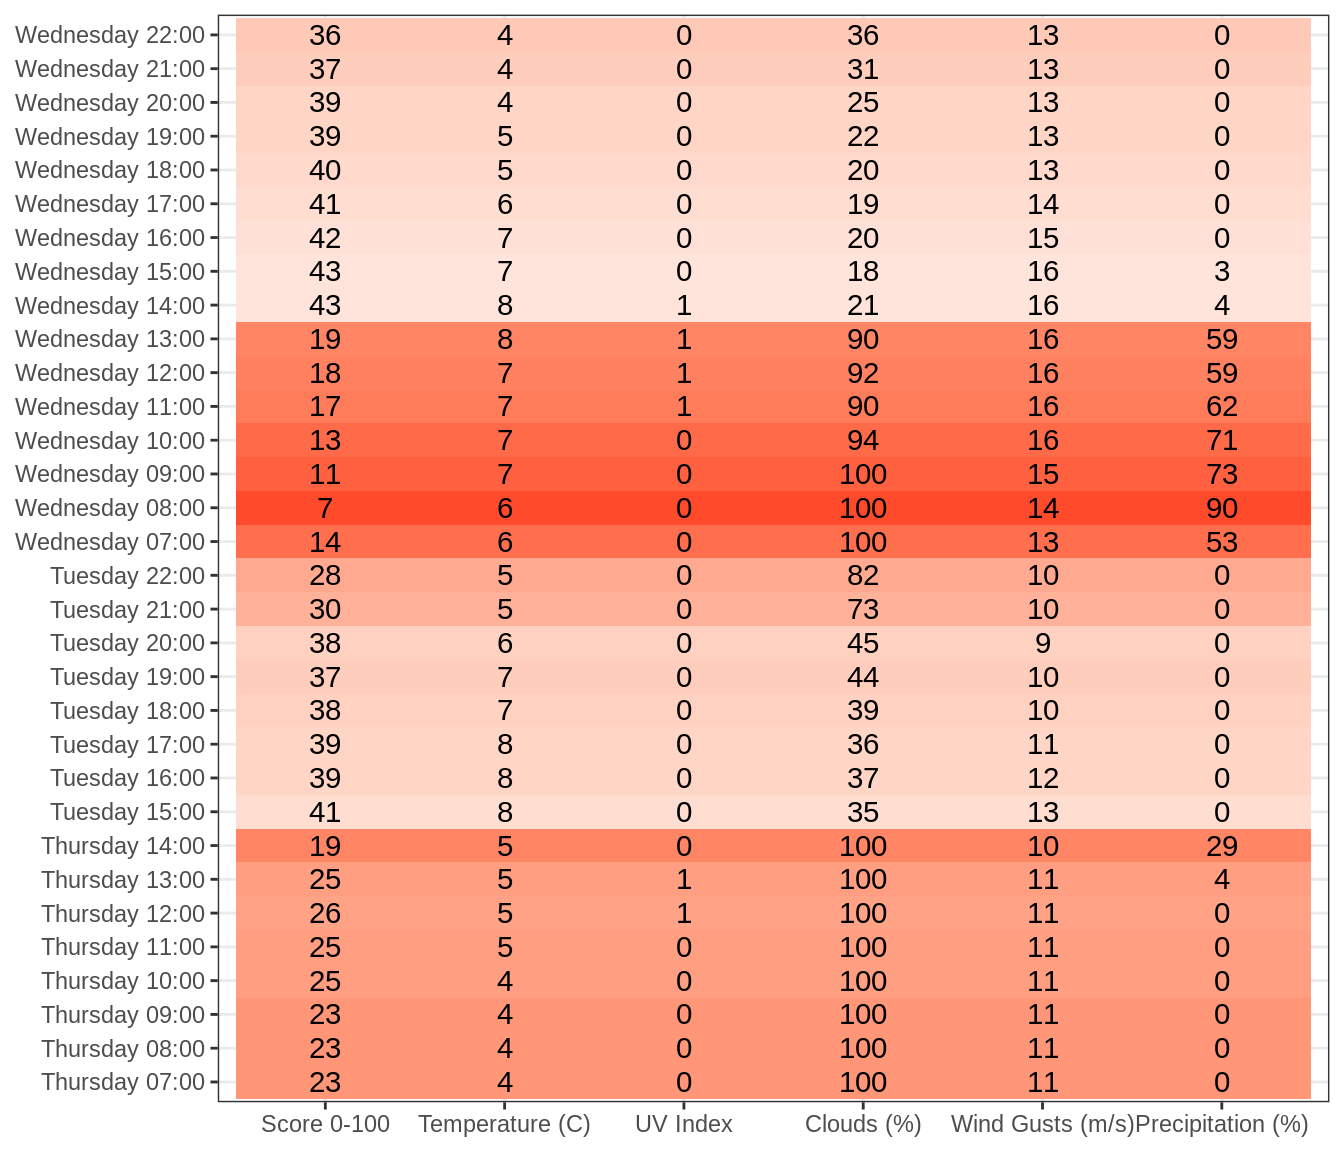 Wednesday 22:00 36 4 0 36 13 0
Wednesday 21:00 37 4 0 31 13 0
Wednesday 20:00 39 4 0 25 13 0
Wednesday 19:00 39 5 0 22 13 0
Wednesday 18:00 40 5 0 20 13 0
Wednesday 17:00 41 6 0 19 14 0
Wednesday 16:00 42 7 0 20 15 0
Wednesday 15:00 43 7 0 18 16 3
Wednesday 14:00 43 8 1 21 16 4
Wednesday 13:00 19 8 1 90 16 59
Wednesday 12:00 18 7 1 92 16 59
Wednesday 11:00 17 7 1 90 16 62
Wednesday 10:00 13 7 0 94 16 71
Wednesday 09:00 11 7 0 100 15 73
Wednesday 08:00 7 6 0 100 14 90
Wednesday 07:00 14 6 0 100 13 53
Tuesday 22:00 28 5 0 82 10 0
Tuesday 21:00 30 5 0 73 10 0
Tuesday 20:00 38 6 0 45 9 0
Tuesday 19:00 37 7 0 44 10 0
Tuesday 18:00 38 7 0 39 10 0
Tuesday 17:00 39 8 0 36 11 0
Tuesday 16:00 39 8 0 37 12 0
Tuesday 15:00 41 8 0 35 13 0
Thursday 14:00 19 5 0 100 10 29
Thursday 13:00 25 5 1 100 11 4
Thursday 12:00 26 5 1 100 11 0
Thursday 11:00 25 5 0 100 11 0
Thursday 10:00 25 4 0 100 11 0
Thursday 09:00 23 4 0 100 11 0
Thursday 08:00 23 4 0 100 11 0
Thursday 07:00 23 4 0 100 11 0
Score 0-100 Temperature (C) UV Index Clouds (%) Wind Gusts (m/s) Precipitation (%)